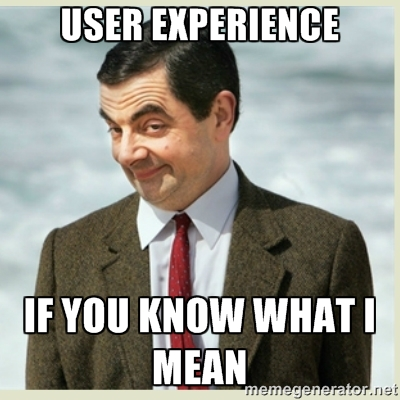 USER EXPERIENCE
IF YOU KNOW WHAT I
MEAN
memegenerator.net